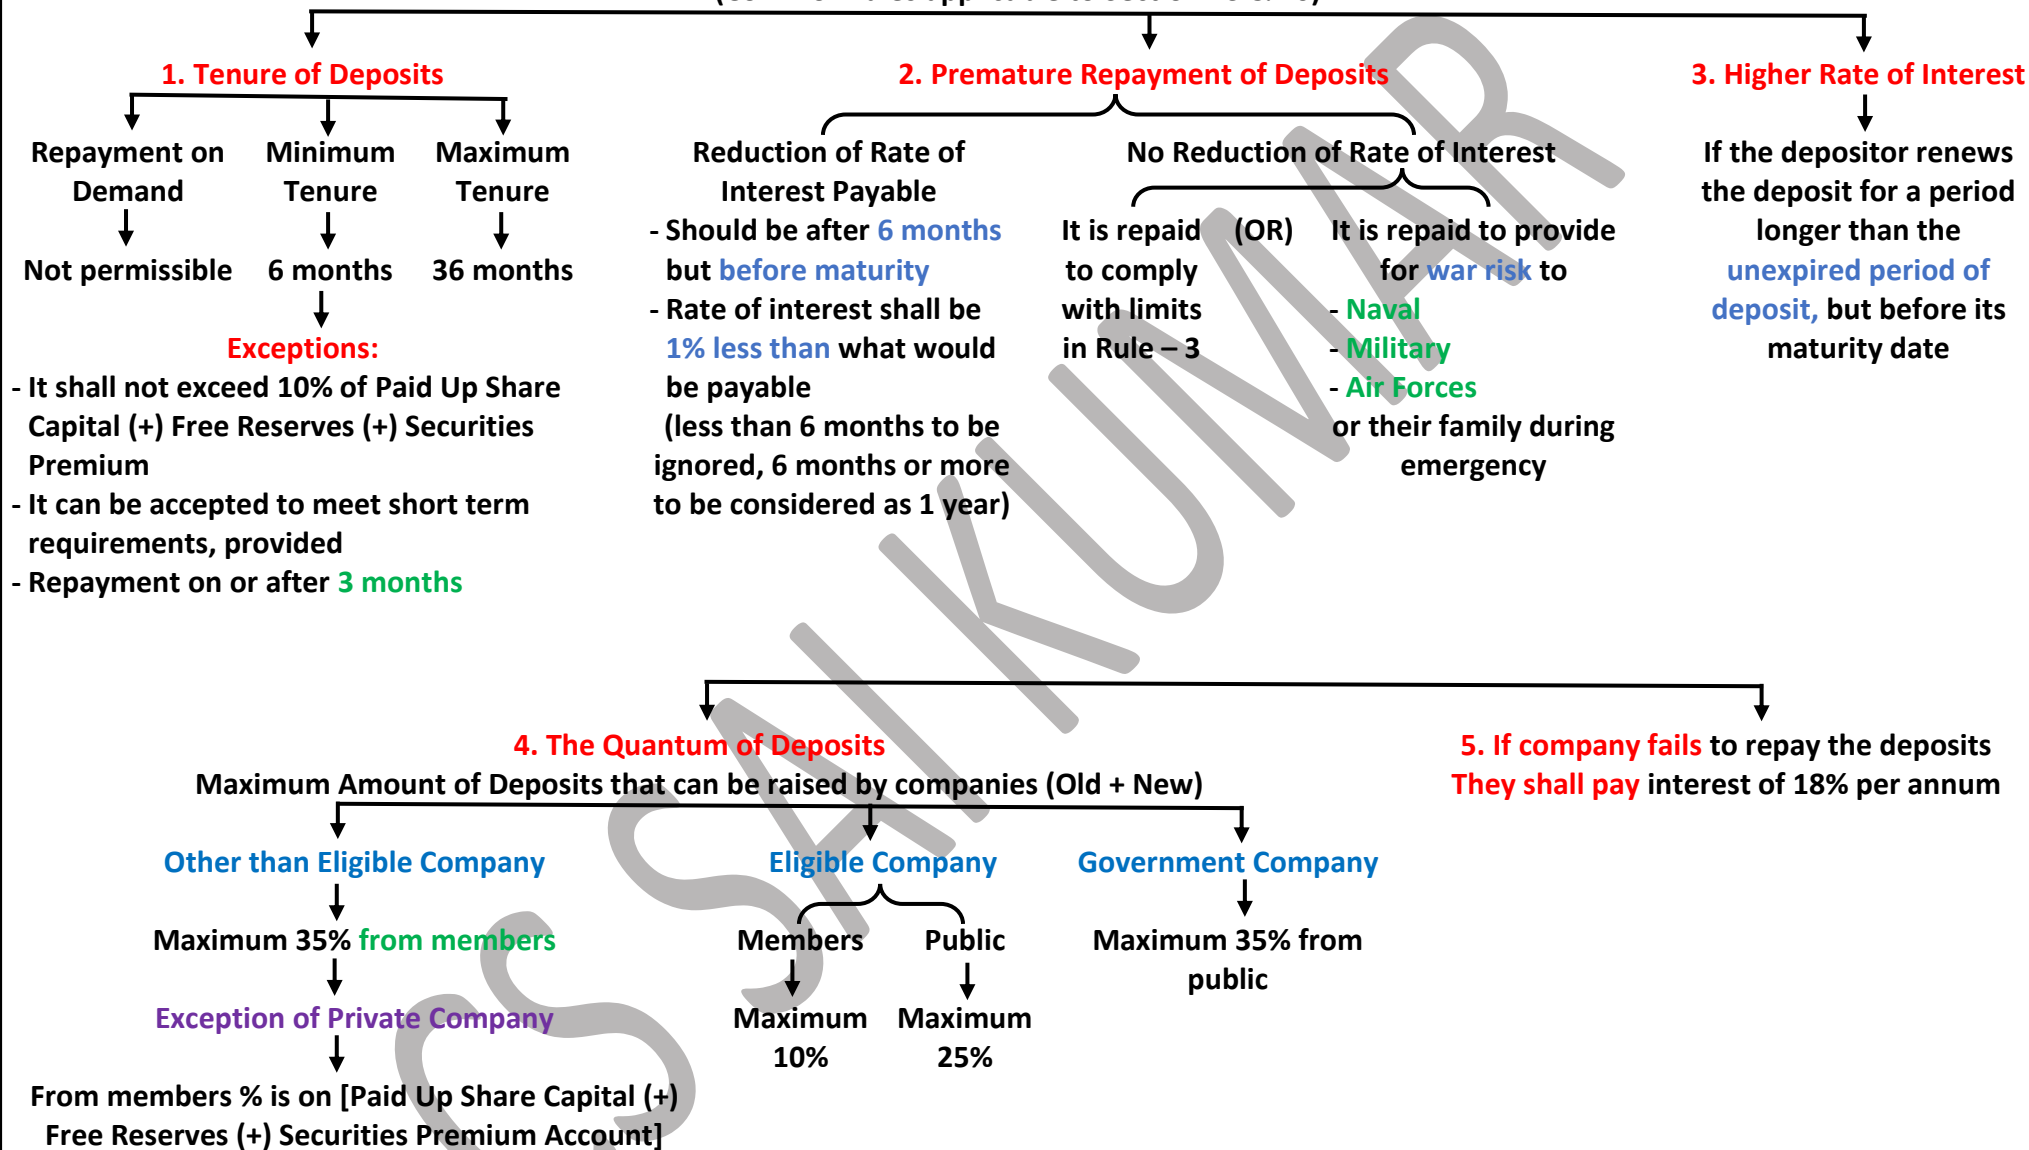 1. Tenure of Deposits
Repayment on Demand
Not permissible
Minimum Tenure
6 months
Maximum Tenure
36 months
Exceptions:
- It shall not exceed 10% of Paid Up Share
Capital (+) Free Reserves (+) Securities
Premium
- It can be accepted to meet short term
requirements, provided
- Repayment on or after 3 months
2. Premature Repayment of Deposits
Reduction of Rate of
Interest Payable
- Should be after 6 months
but before maturity
- Rate of interest shall be
1% less than what would
be payable
(less than 6 months to be
ignored, 6 months or more
to be considered as 1 year)
No Reduction of Rate of Interest
It is repaid
to comply
with limits
in Rule – 3
(OR)
It is repaid to provide
for war risk to
- Naval
- Military
- Air Forces
or their family during
emergency
3. Higher Rate of Interest
If the depositor renews
the deposit for a period
longer than the
unexpired period of
deposit, but before its
maturity date
4. The Quantum of Deposits
Maximum Amount of Deposits that can be raised by companies (Old + New)
Other than Eligible Company
Maximum 35% from members
Exception of Private Company
From members % is on [Paid Up Share Capital (+)
Free Reserves (+) Securities Premium Account]
Eligible Company
Members
Maximum
10%
Public
Maximum
25%
Government Company
Maximum 35% from
public
5. If company fails to repay the deposits
They shall pay interest of 18% per annum
CS SAI KUMAR